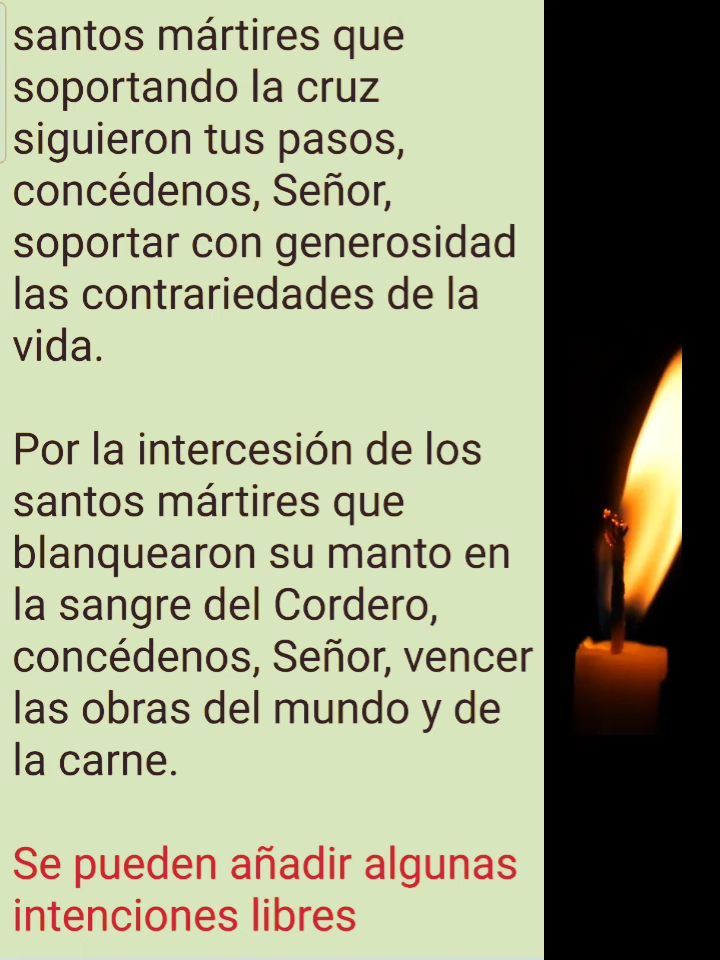 santos mártires que
soportando la cruz
siguieron tus pasos,
concédenos, Señor,
soportar con generosidad
las contrariedades de la
vida.
Por la intercesión de los
santos mártires que
blanquearon su manto en
la sangre del Cordero,
concédenos, Señor, vencer
las obras del mundo y de
la carne.
Se pueden añadir algunas
intenciones libres